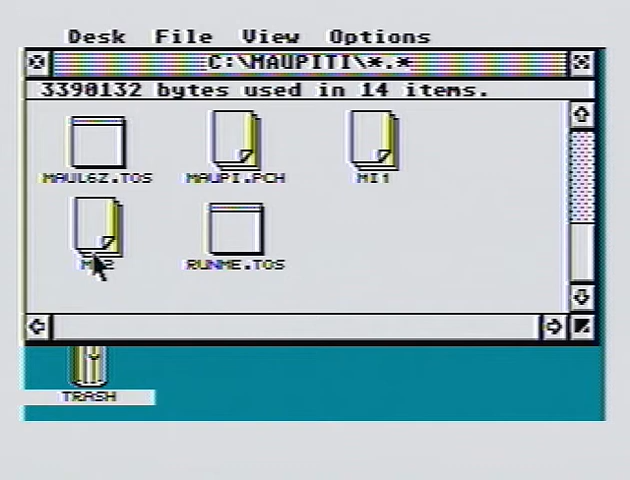 Desk File View Options
C:\MAUPITI\*.*
3390132 bytes used in 14 items.
MAUL6Z.TOS MAUPI.PCH MI1
RUNME.TOS
TRASH